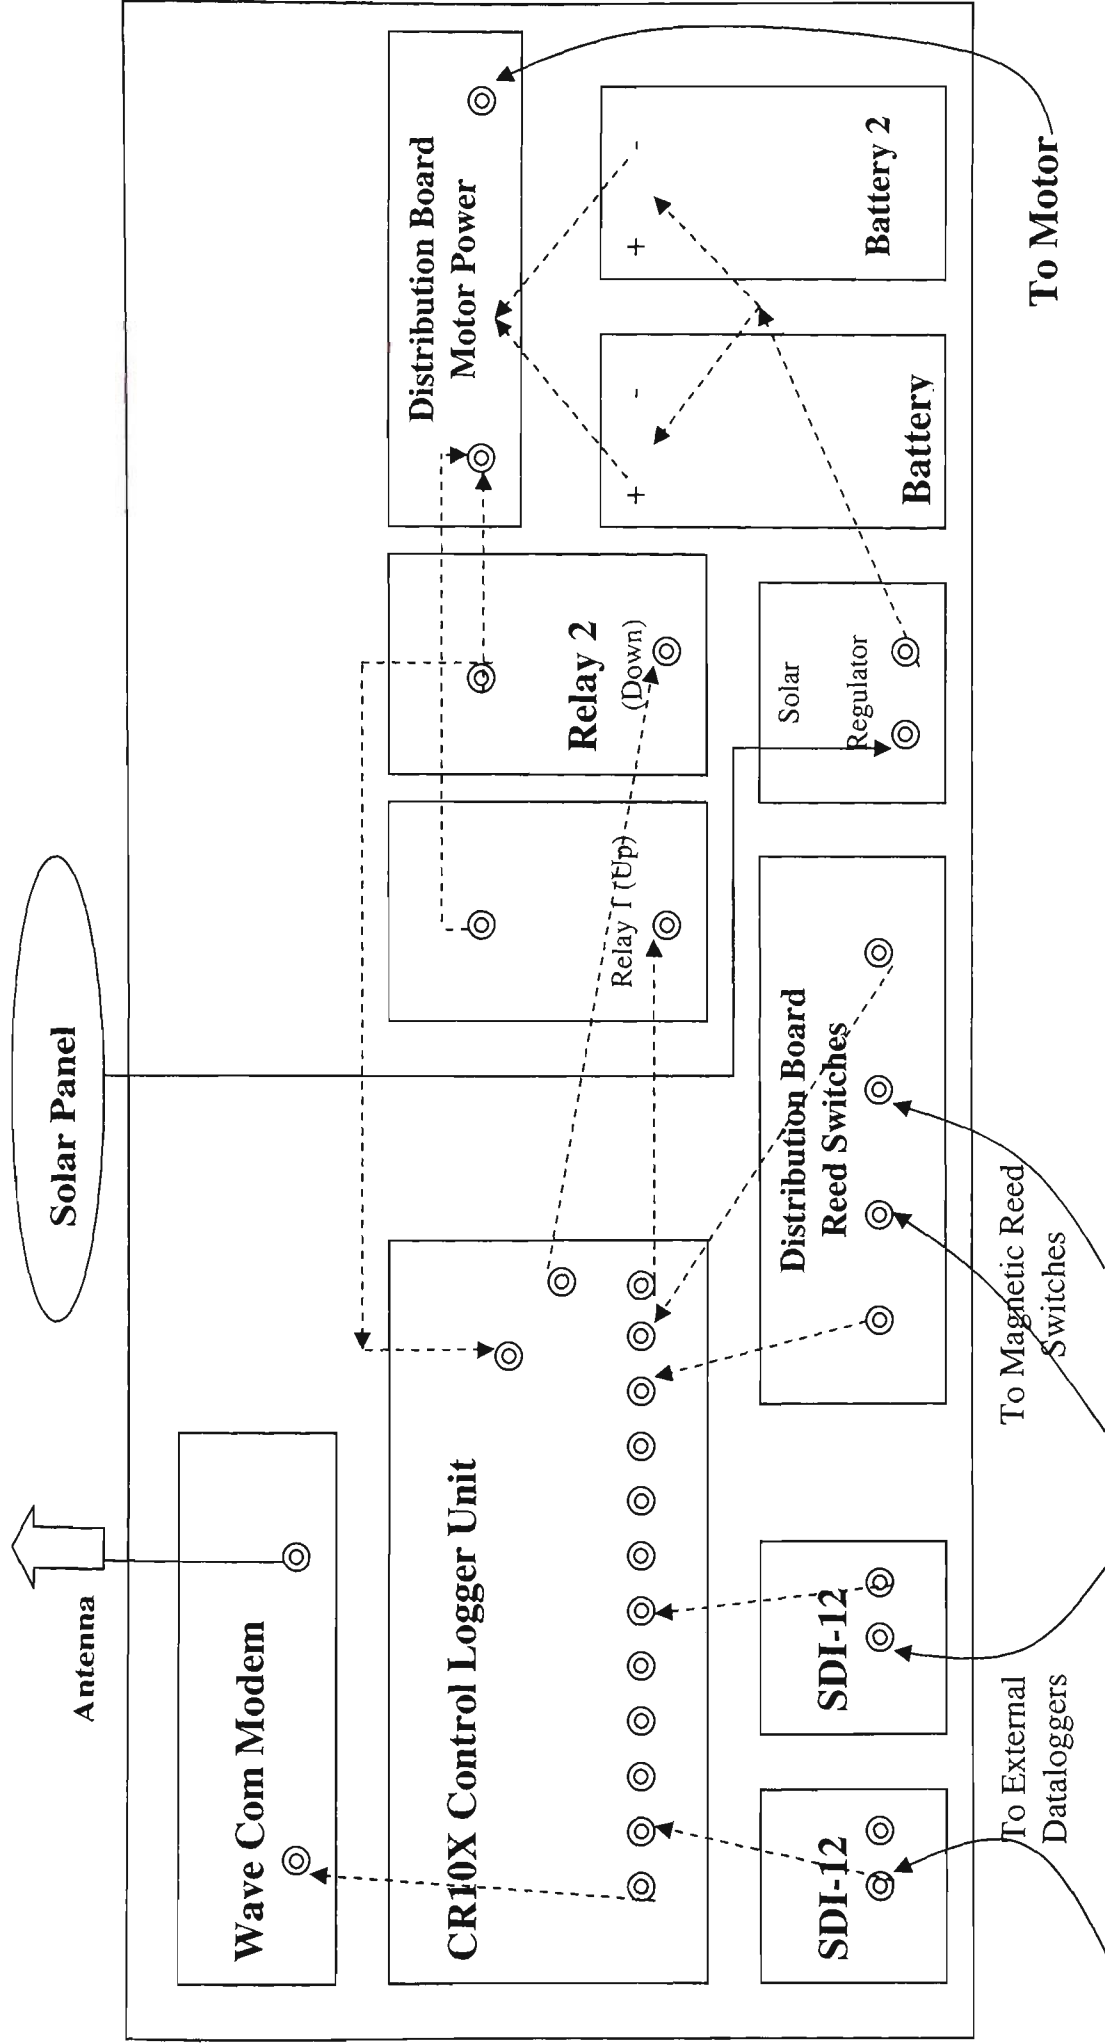 Antenna
Solar Panel
Wave Com Modem
CR10X Control Logger Unit
Relay 1 (Up)
Relay 2
(Down)
Distribution Board
Motor Power
SDI-12
SDI-12
Distribution Board
Reed Switches
Solar
Regulator
+
-
Battery
+
-
Battery 2
To External
Dataloggers
To Magnetic Reed
Switches
To Motor